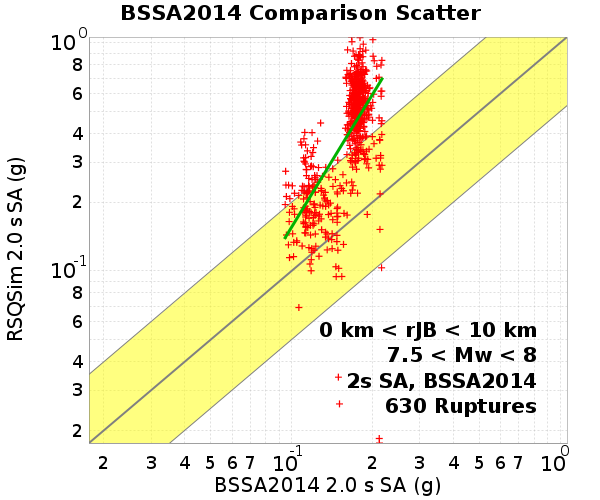 BSSA2014 Comparison Scatter
10^0
8
6
4
3
2
10^-1
8
6
4
3
2
RSQSim 2.0 s SA (g)
0 km < rJB < 10 km
7.5 < Mw < 8
2s SA, BSSA2014
630 Ruptures
2 3 4 5 6 7 10^-1 2 3 4 5 6 7 10^0
BSSA2014 2.0 s SA (g)